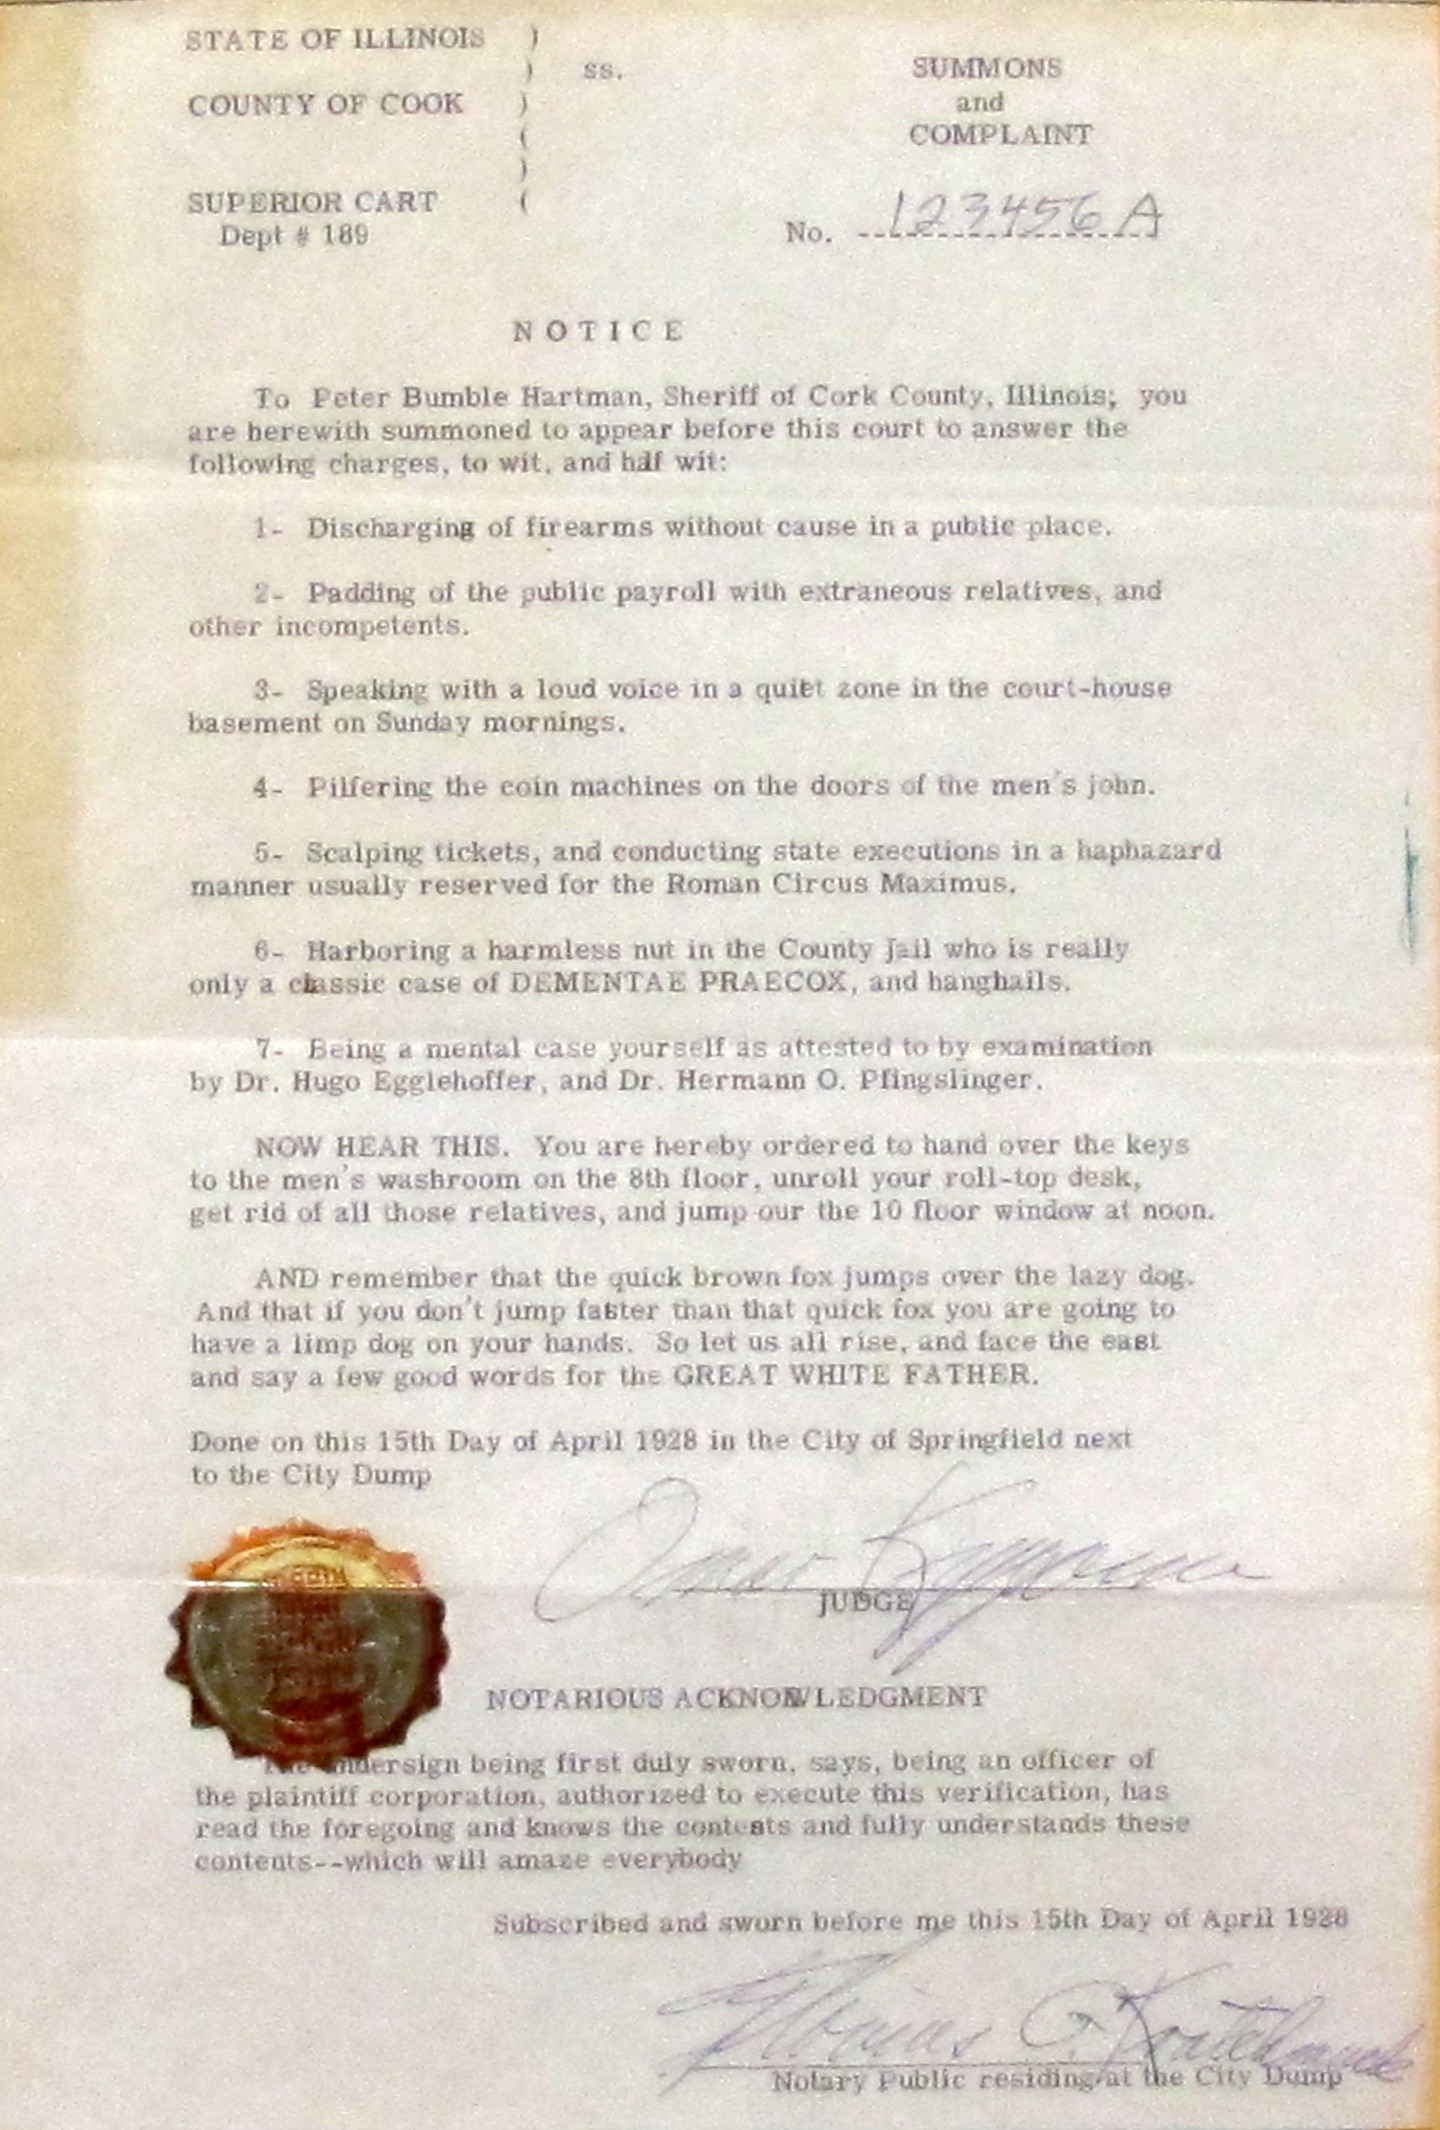 STATE OF ILLINOIS )
) ss.
SUMMONS
COUNTY OF COOK )
and
(
COMPLAINT
)
SUPERIOR CART (
Dept # 189
No. 123456 A
NOTICE
To Peter Bumble Hartman, Sheriff of Cork County, Illinois; you
are herewith summoned to appear before this court to answer the
following charges, to wit, and half wit:
1- Discharging of firearms without cause in a public place.
2- Padding of the public payroll with extraneous relatives, and
other incompetents.
3- Speaking with a loud voice in a quiet zone in the court-house
basement on Sunday mornings.
4- Pilfering the coin machines on the doors of the men's john.
5- Scalping tickets, and conducting state executions in a haphazard
manner usually reserved for the Roman Circus Maximus.
6- Harboring a harmless nut in the County Jail who is really
only a classic case of DEMENTAE PRAECOX, and hanghails.
7- Being a mental case yourself as attested to by examination
by Dr. Hugo Egglehoffer, and Dr. Hermann O. Pfingslinger.
NOW HEAR THIS. You are hereby ordered to hand over the keys
to the men's washroom on the 8th floor, unroll your roll-top desk,
get rid of all those relatives, and jump our the 10 floor window at noon.
AND remember that the quick brown fox jumps over the lazy dog.
And that if you don't jump faster than that quick fox you are going to
have a limp dog on your hands. So let us all rise, and face the east
and say a few good words for the GREAT WHITE FATHER.
Done on this 15th Day of April 1928 in the City of Springfield next
to the City Dump
Omar
JUDGE
NOTARIOUS ACKNOWLEDGMENT
The undersign being first duly sworn, says, being an officer of
the plaintiff corporation, authorized to execute this verification, has
read the foregoing and knows the contents and fully understands these
contents--which will amaze everybody
Subscribed and sworn before me this 15th Day of April 1928
Notary Public residing at the City Dump